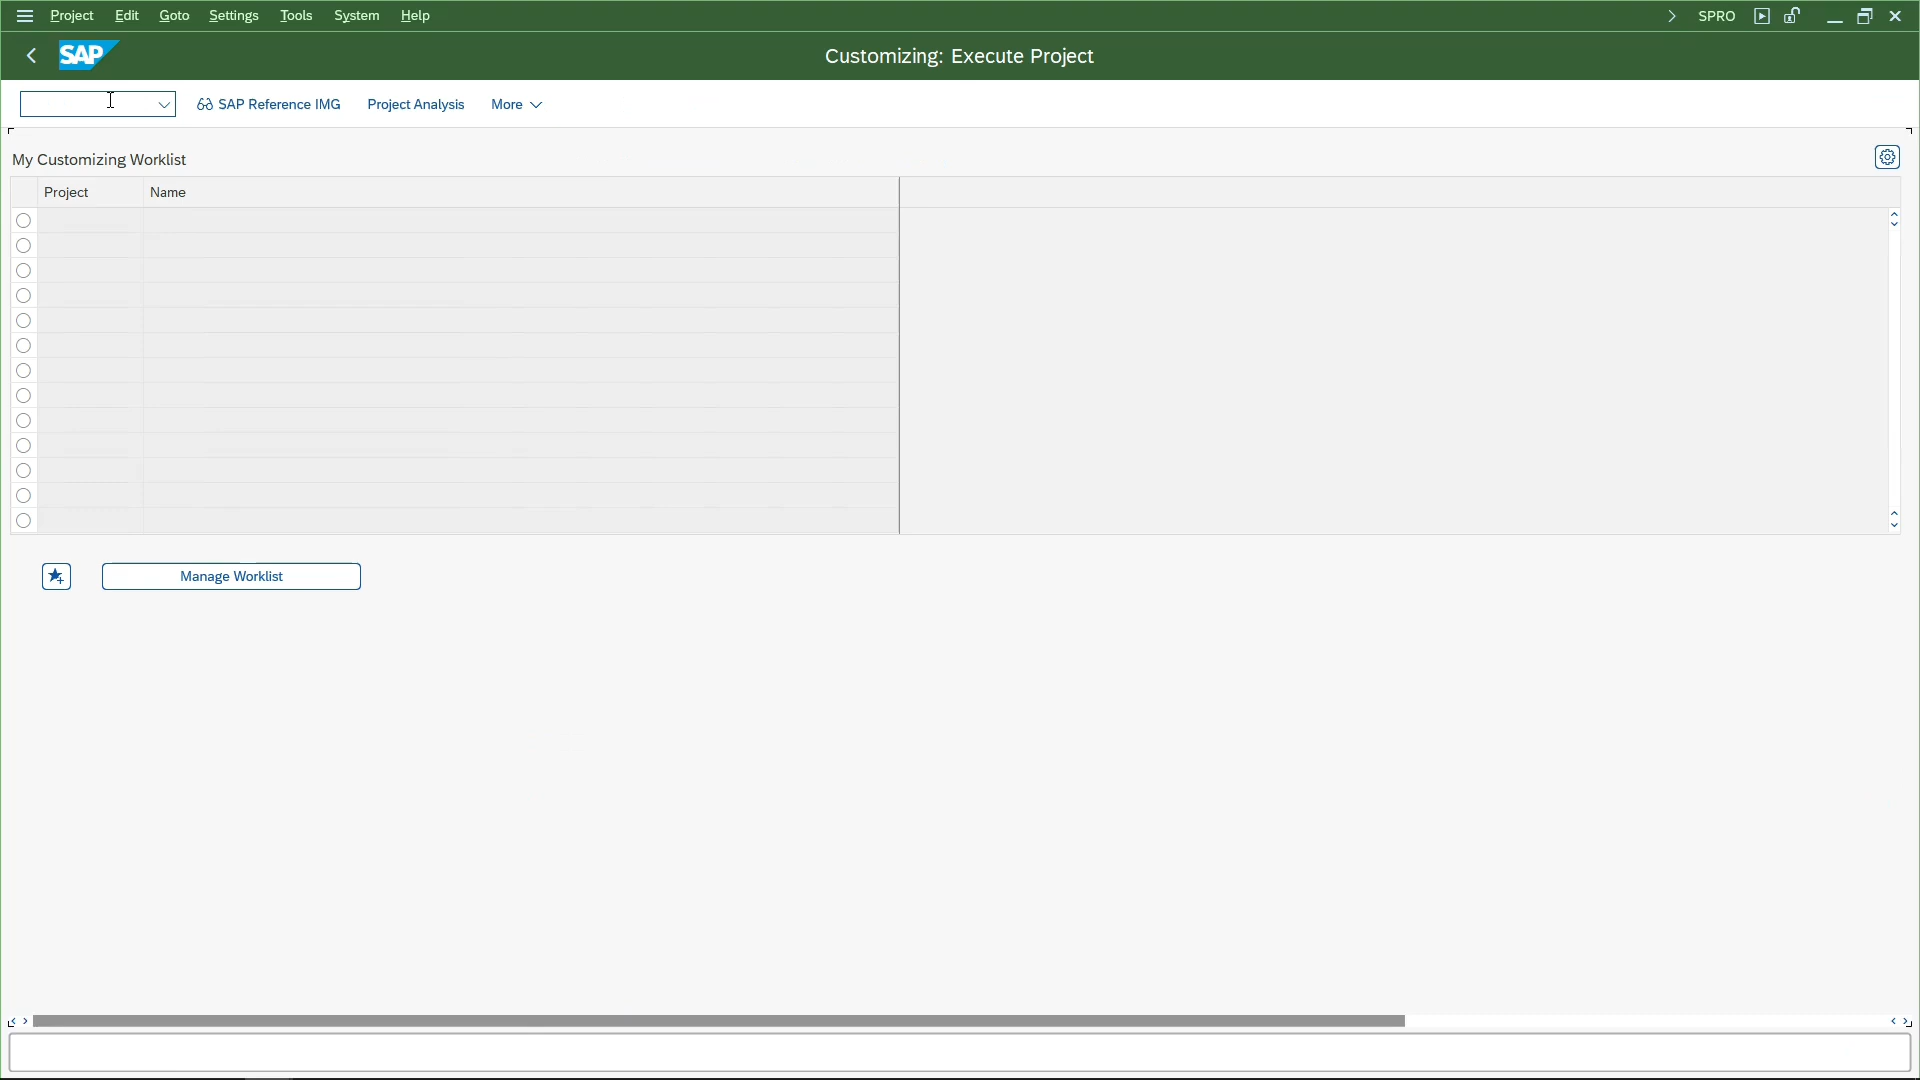 Project Edit Goto Settings Tools System Help SPRO
SAP Customizing: Execute Project
SAP Reference IMG Project Analysis More
My Customizing Worklist
Project Name
Manage Worklist